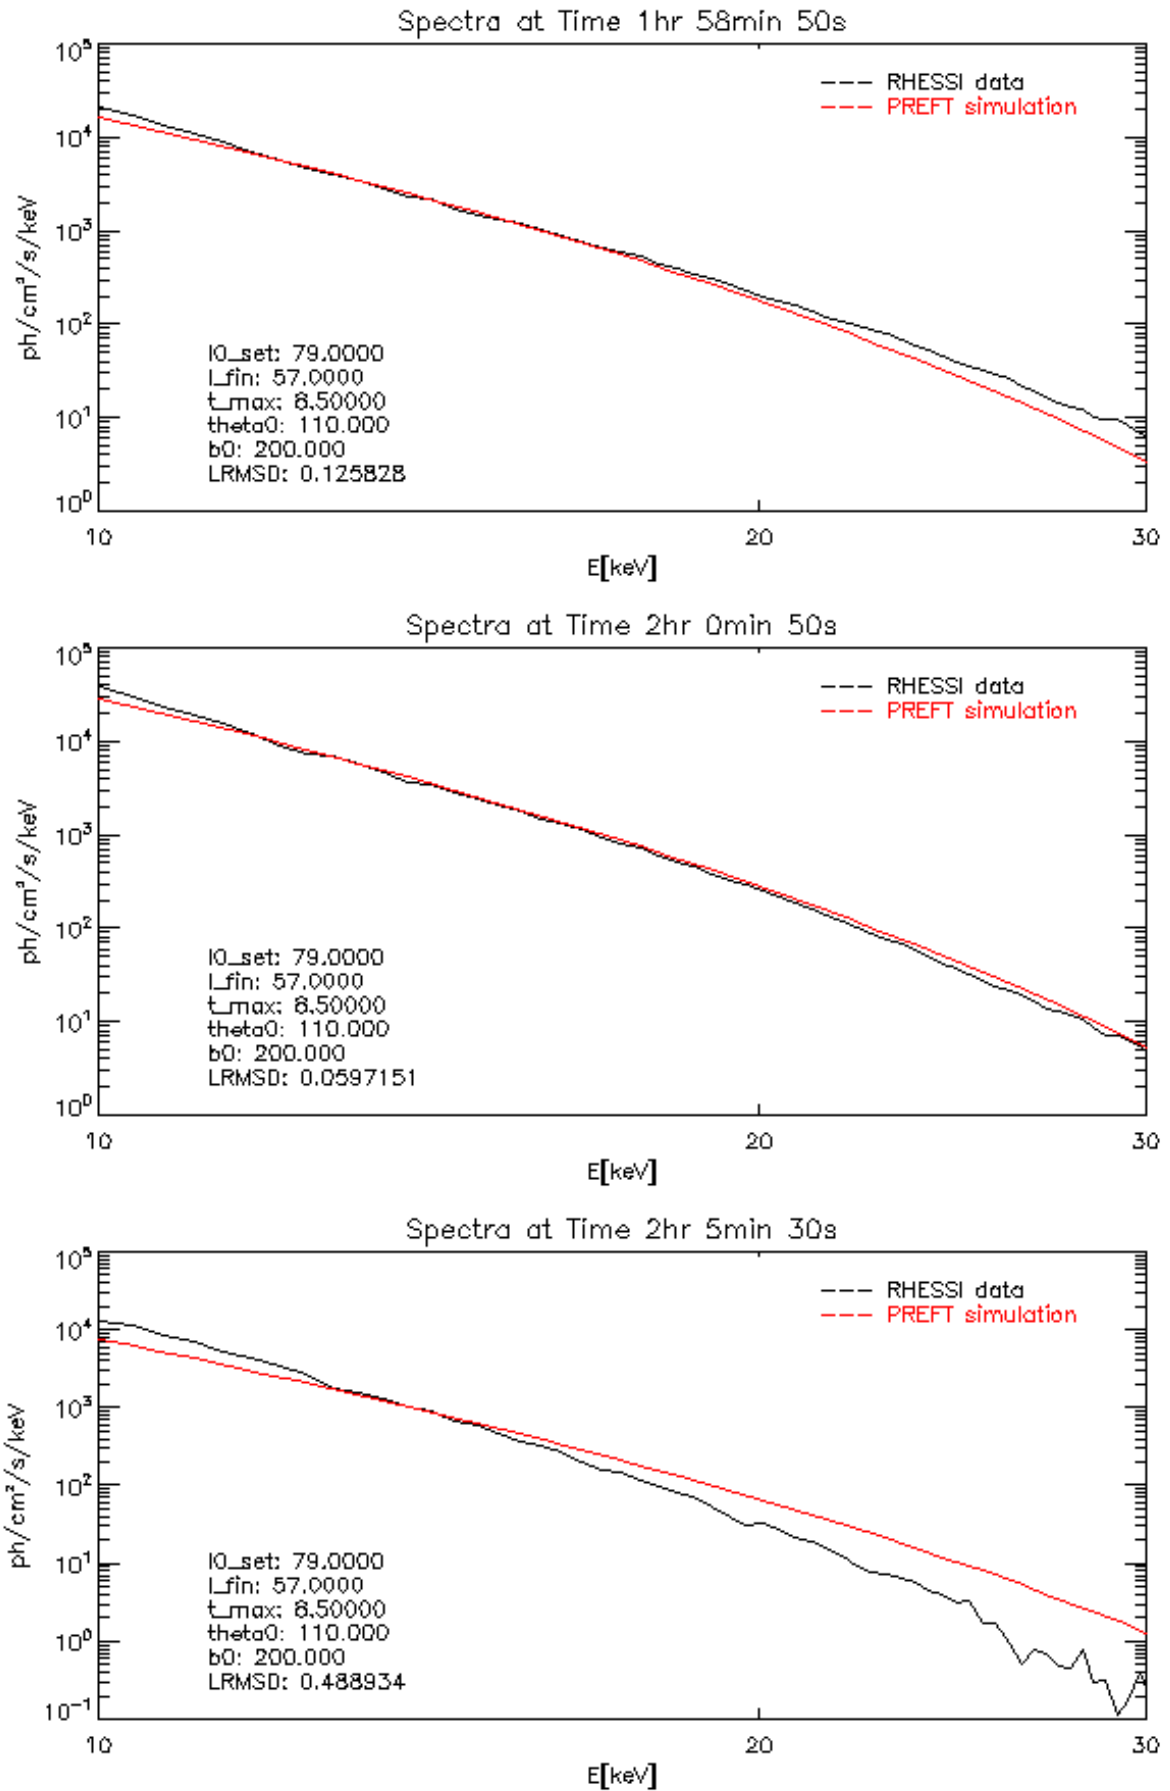 Spectra at Time 1hr 58min 50s
10⁵
RHESSI data
PREFT simulation
10⁴
10³
10²
10¹
10⁰
ph/cm²/s/keV
l0_set: 79.0000
l_fin: 57.0000
t_max: 8.50000
theta0: 110.000
b0: 200.000
LRMSD: 0.125828
10 20 30
E[keV]
Spectra at Time 2hr 0min 50s
10⁵
RHESSI data
PREFT simulation
10⁴
10³
10²
10¹
10⁰
ph/cm²/s/keV
l0_set: 79.0000
l_fin: 57.0000
t_max: 8.50000
theta0: 110.000
b0: 200.000
LRMSD: 0.0597151
10 20 30
E[keV]
Spectra at Time 2hr 5min 30s
10⁵
RHESSI data
PREFT simulation
10⁴
10³
10²
10¹
10⁰
10⁻¹
ph/cm²/s/keV
l0_set: 79.0000
l_fin: 57.0000
t_max: 8.50000
theta0: 110.000
b0: 200.000
LRMSD: 0.488934
10 20 30
E[keV]